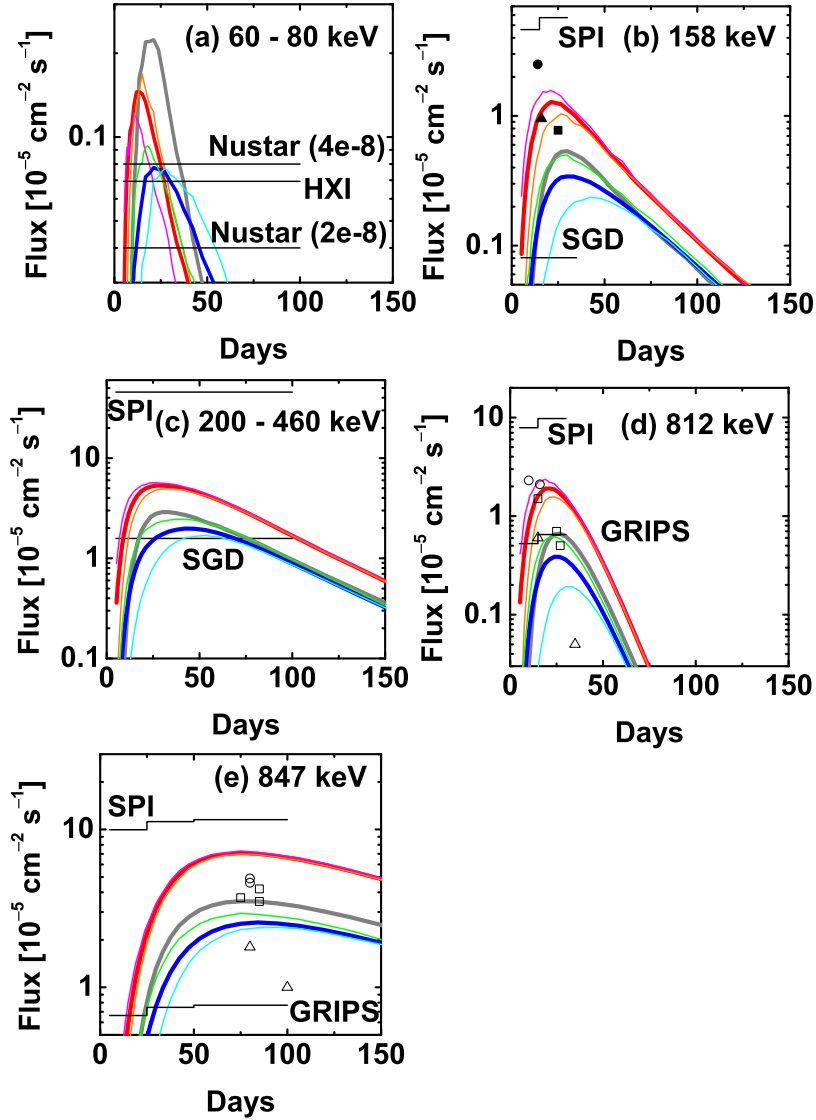 (a) 60 - 80 keV
Flux [10⁻⁵ cm⁻² s⁻¹]
0.1
Nustar (4e-8)
HXI
Nustar (2e-8)
0 50 100 150
Days
SPI (b) 158 keV
Flux [10⁻⁵ cm⁻² s⁻¹]
1
0.1
SGD
0 50 100 150
Days
SPI
(c) 200 - 460 keV
Flux [10⁻⁵ cm⁻² s⁻¹]
10
1
0.1
SGD
0 25 50 75 100 125 150
Days
SPI
(d) 812 keV
Flux [10⁻⁵ cm⁻² s⁻¹]
10
1
0.1
GRIPS
0 50 100 150
Days
(e) 847 keV
SPI
Flux [10⁻⁵ cm⁻² s⁻¹]
10
1
GRIPS
0 50 100 150
Days